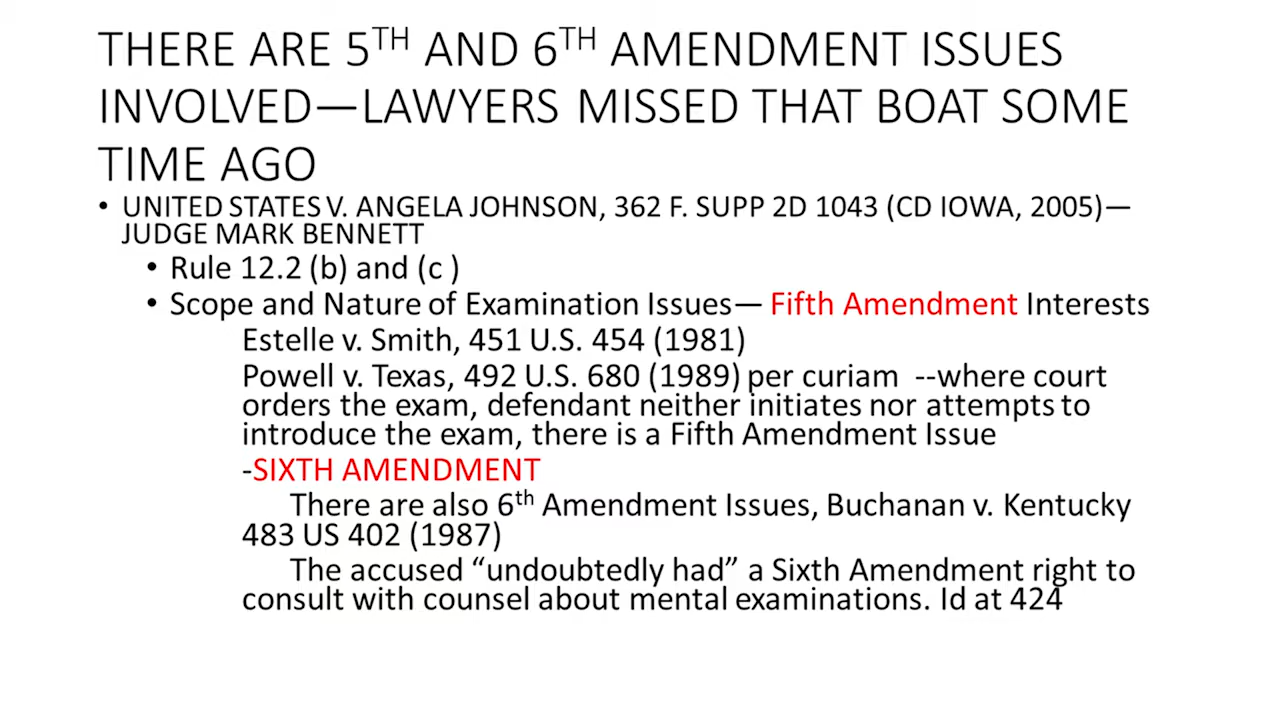 THERE ARE 5TH AND 6TH AMENDMENT ISSUES
INVOLVED—LAWYERS MISSED THAT BOAT SOME
TIME AGO
• UNITED STATES V. ANGELA JOHNSON, 362 F. SUPP 2D 1043 (CD IOWA, 2005)—
JUDGE MARK BENNETT
• Rule 12.2 (b) and (c )
• Scope and Nature of Examination Issues— Fifth Amendment Interests
Estelle v. Smith, 451 U.S. 454 (1981)
Powell v. Texas, 492 U.S. 680 (1989) per curiam --where court
orders the exam, defendant neither initiates nor attempts to
introduce the exam, there is a Fifth Amendment Issue
-SIXTH AMENDMENT
There are also 6th Amendment Issues, Buchanan v. Kentucky
483 US 402 (1987)
The accused “undoubtedly had” a Sixth Amendment right to
consult with counsel about mental examinations. Id at 424